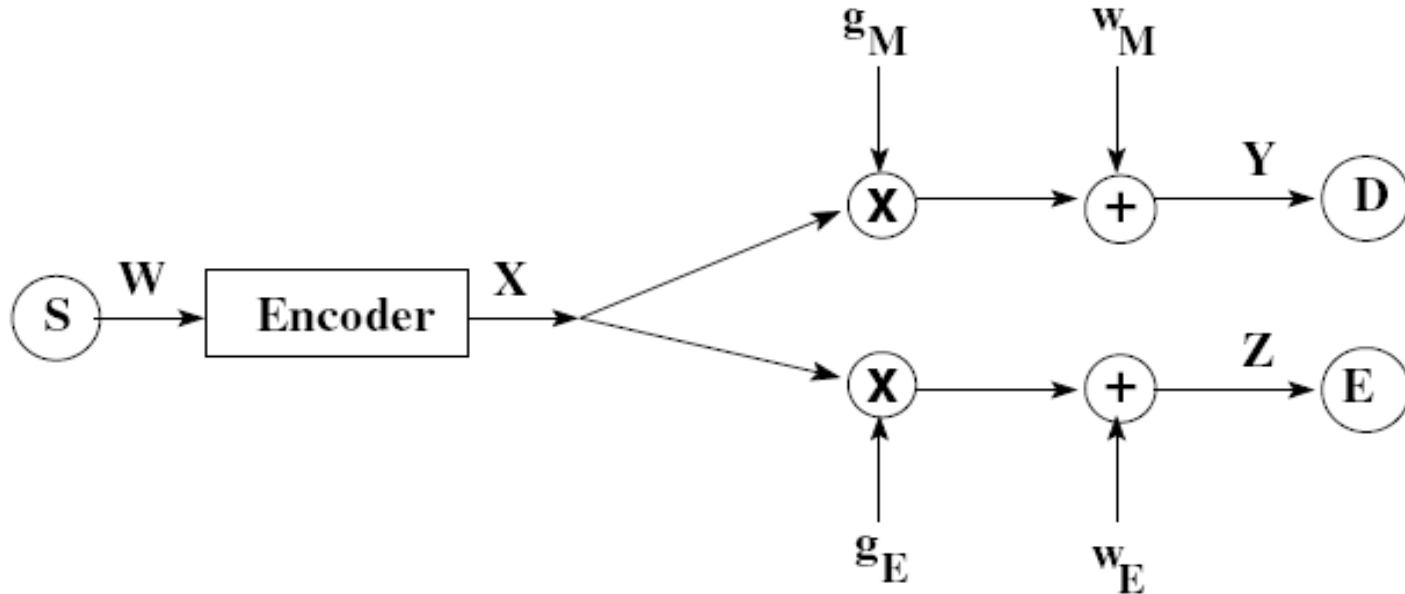 g_M w_M
Y
X + D
S W Encoder X
X + Z E
g_E w_E